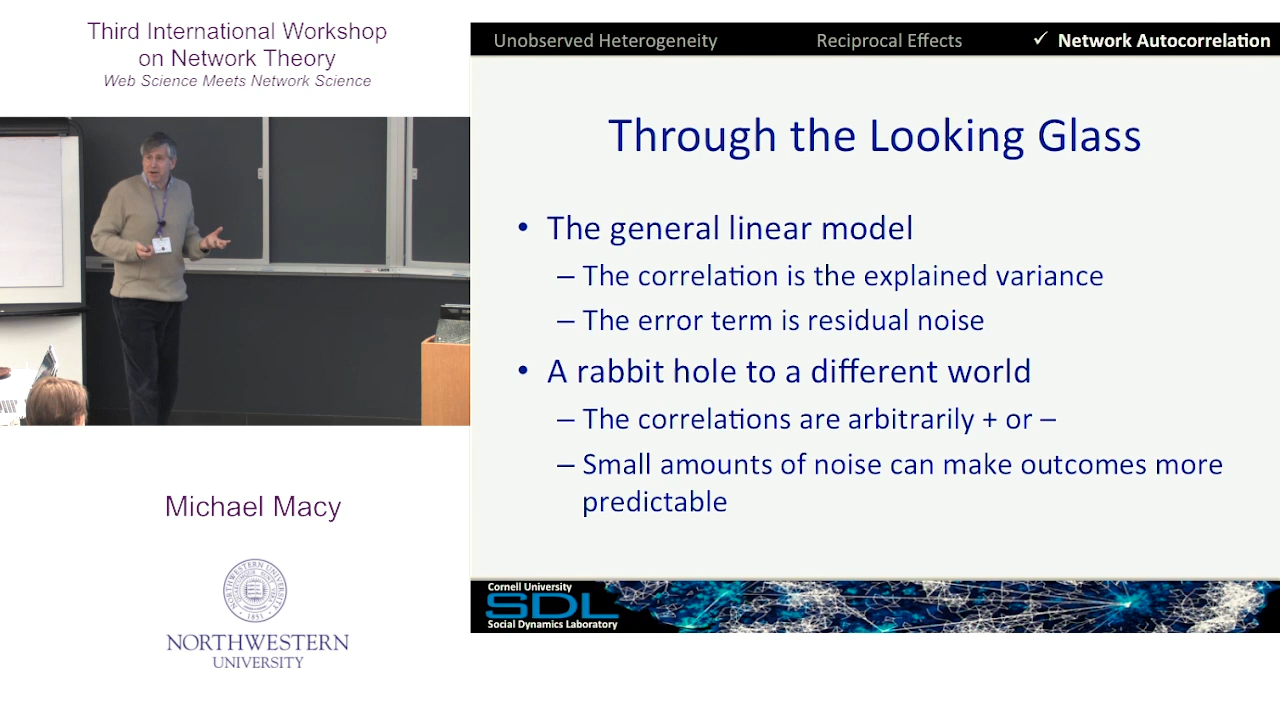 Third International Workshop
on Network Theory
Web Science Meets Network Science
Unobserved Heterogeneity
Reciprocal Effects
✓ Network Autocorrelation
Through the Looking Glass
• The general linear model
– The correlation is the explained variance
– The error term is residual noise
• A rabbit hole to a different world
– The correlations are arbitrarily + or –
– Small amounts of noise can make outcomes more
predictable
Michael Macy
Cornell University
SDL
Social Dynamics Laboratory
1851
NORTHWESTERN
UNIVERSITY